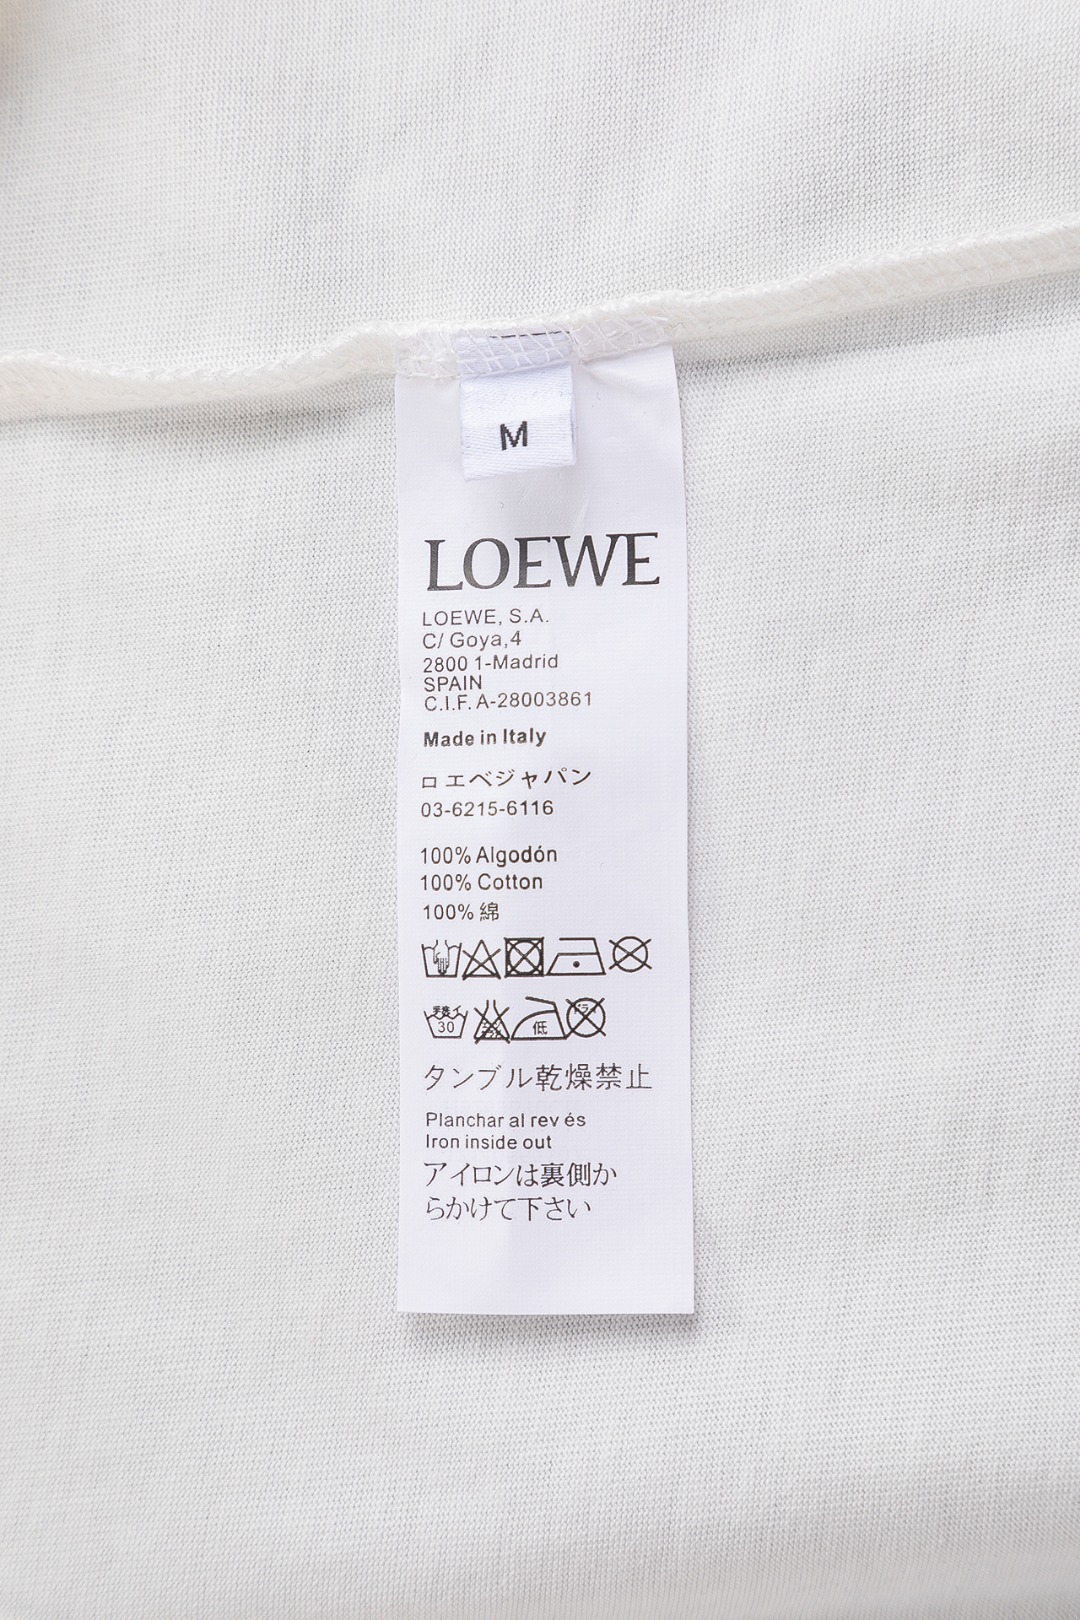 M
LOEWE
LOEWE, S.A.
C/ Goya,4
2800 1-Madrid
SPAIN
C.I.F. A-28003861
Made in Italy
ロエベジャパン
03-6215-6116
100% Algodón
100% Cotton
100% 綿
30 低
タンブル乾燥禁止
Planchar al rev és
Iron inside out
アイロンは裏側か
らかけて下さい